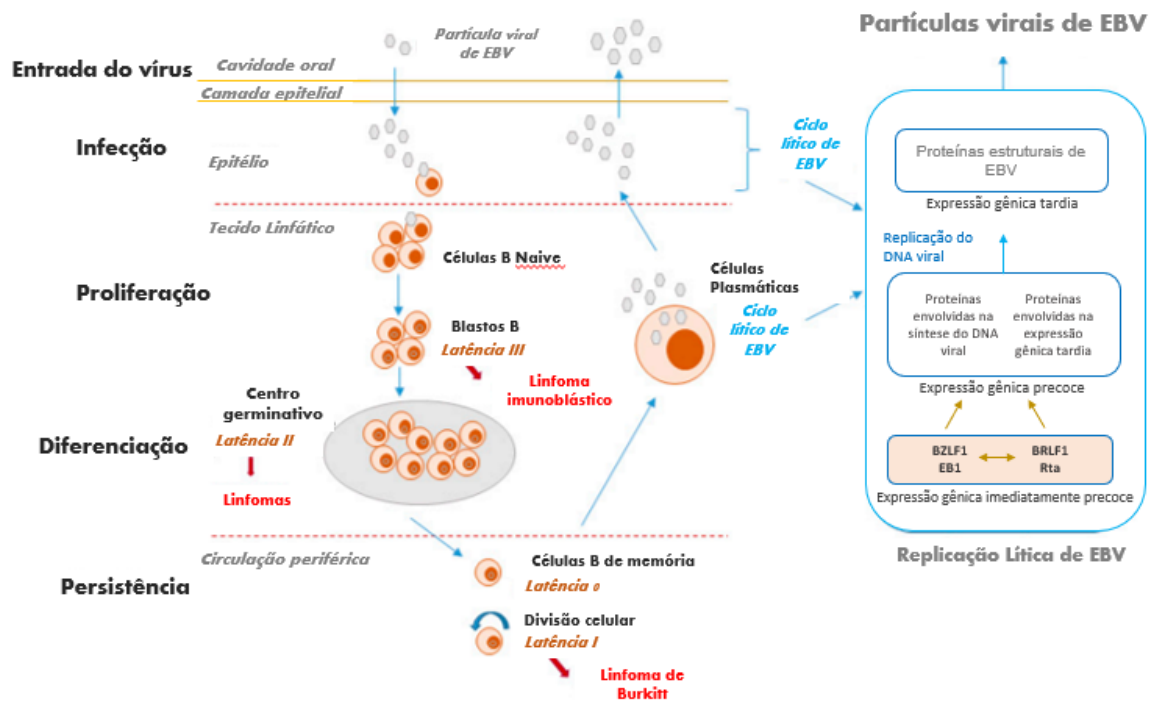 Partículas virais de EBV
Partícula viral
de EBV
Entrada do vírus
Cavidade oral
Camada epitelial
Infecção
Epitélio
Ciclo
lítico de
EBV
Proteínas estruturais de
EBV
Expressão gênica tardia
Tecido Linfático
Células B Naive
Proliferação
Células
Plasmáticas
Ciclo
lítico de
EBV
Replicação do
DNA viral
Proteínas
envolvidas na
síntese do DNA
viral
Proteínas
envolvidas na
expressão
gênica tardia
Expressão gênica precoce
Blastos B
Latência III
Linfoma
imunoblástico
Centro
germinativo
Latência II
Diferenciação
Linfomas
BZLF1
EB1
BRLF1
Rta
Expressão gênica imediatamente precoce
Replicação Lítica de EBV
Circulação periférica
Persistência
Células B de memória
Latência 0
Divisão celular
Latência I
Linfoma de
Burkitt